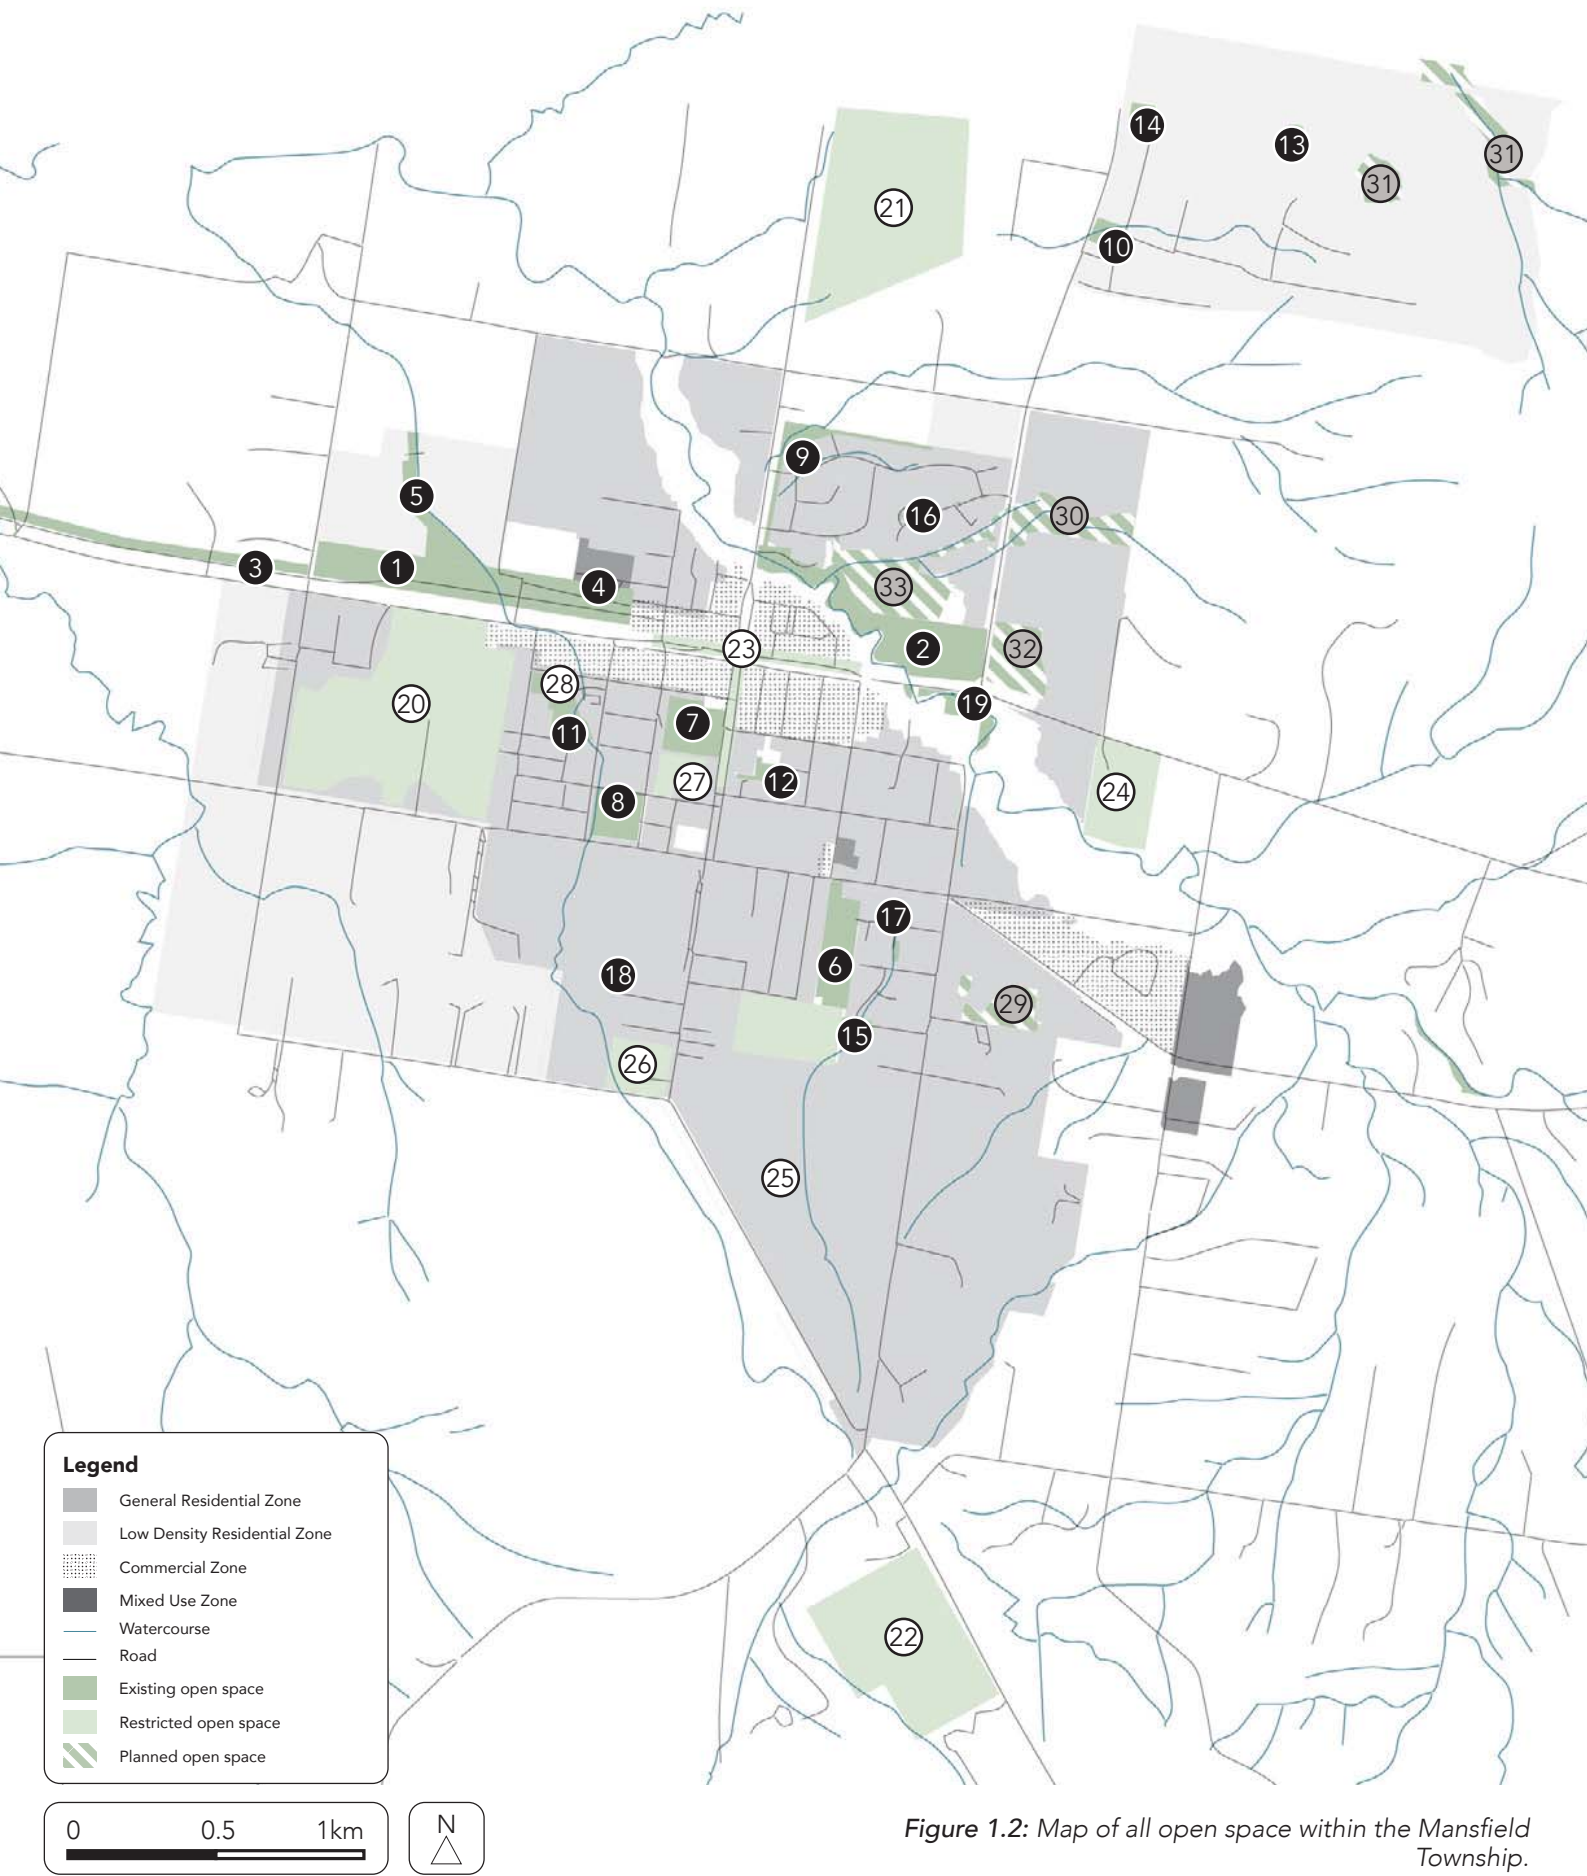 14
13
31
31
21
10
9
5
16
30
3
1
4
33
23
2
32
28
20
19
7
11
27
12
24
8
17
6
18
29
15
26
25
22
Legend
General Residential Zone
Low Density Residential Zone
Commercial Zone
Mixed Use Zone
Watercourse
Road
Existing open space
Restricted open space
Planned open space
0 0.5 1km
N
Figure 1.2: Map of all open space within the Mansfield
Township.